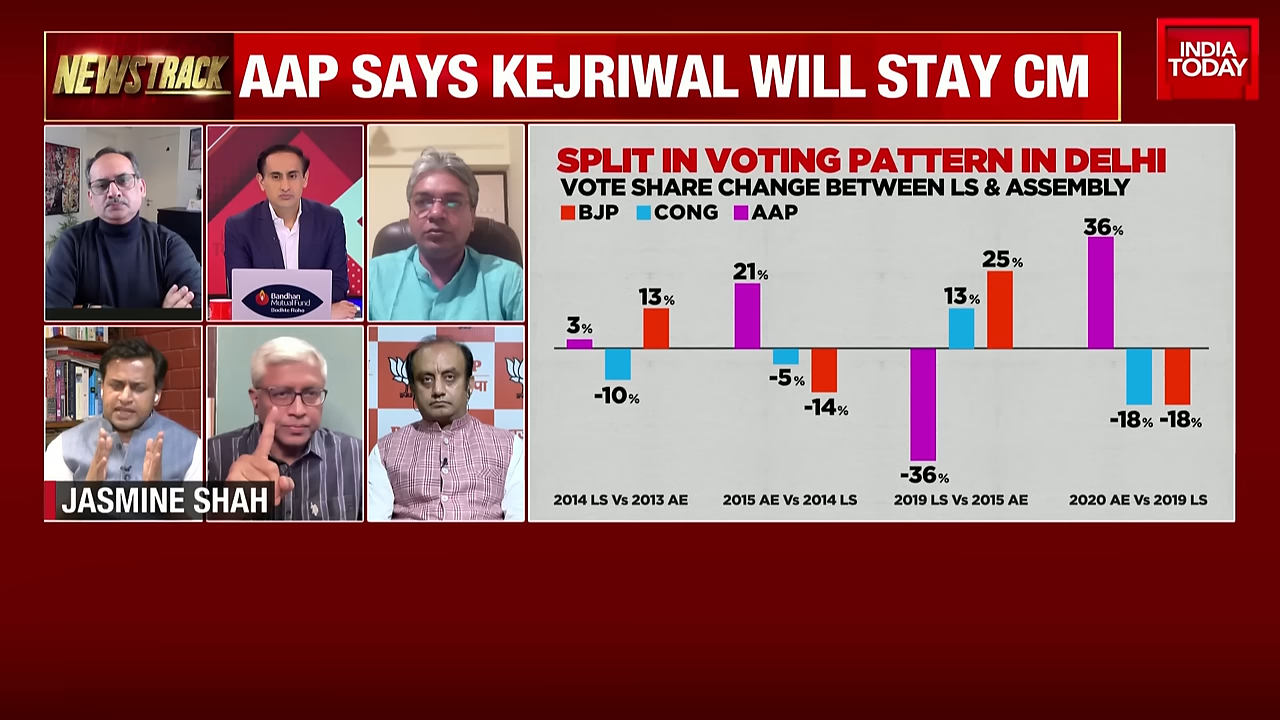 NEWSTRACK
AAP SAYS KEJRIWAL WILL STAY CM
INDIA
TODAY
Bandhan
Mutual Fund
Badhte Raho
JASMINE SHAH
SPLIT IN VOTING PATTERN IN DELHI
VOTE SHARE CHANGE BETWEEN LS & ASSEMBLY
BJP CONG AAP
3% -10% 13%
21% -5% -14%
-36% 13% 25%
36% -18% -18%
2014 LS Vs 2013 AE 2015 AE Vs 2014 LS 2019 LS Vs 2015 AE 2020 AE Vs 2019 LS